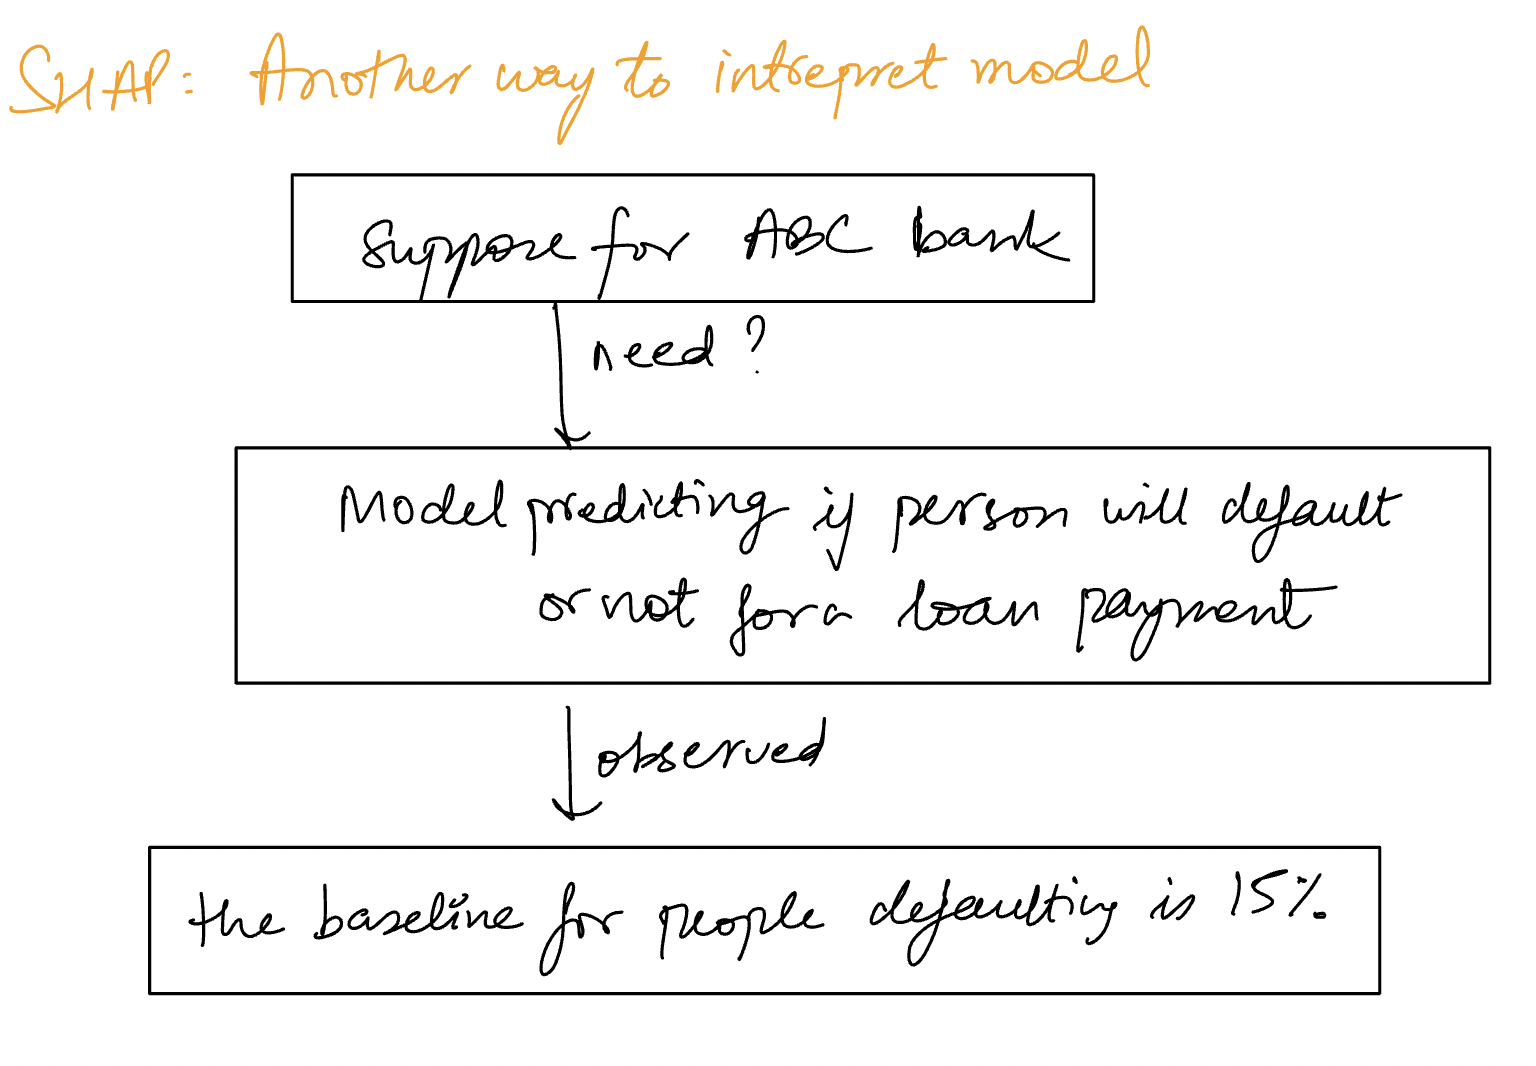 SHAP: Another way to intrepret model
Suppose for ABC bank
need?
Model predicting if person will default
or not for a loan payment
observed
the baseline for people defaulting is 15%.